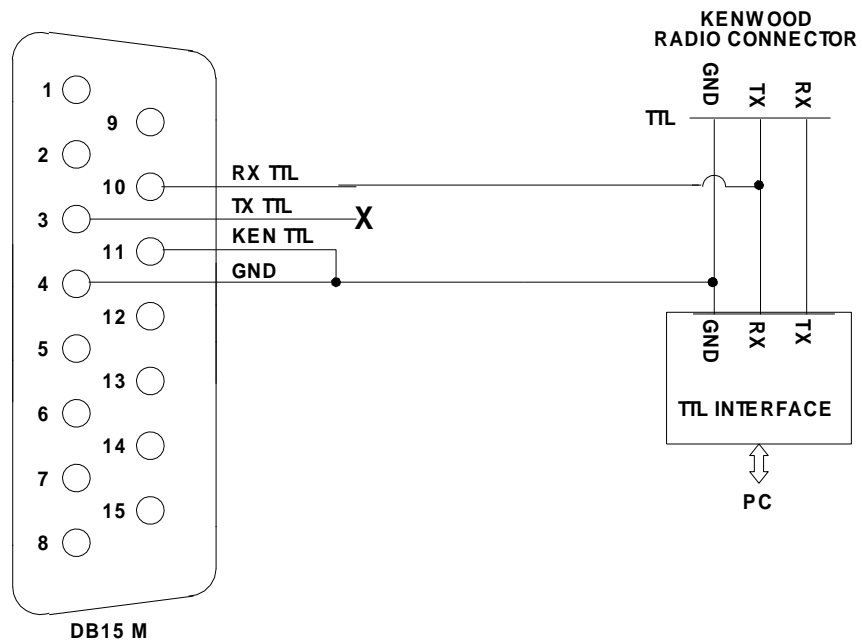 KENWOOD
RADIO CONNECTOR
GND TX RX
TTL
1
9
2
10
RX TTL
3
TX TTL
X
11
KEN TTL
4
GND
12
5
13
6
14
7
15
8
GND RX TX
TTL INTERFACE
PC
DB15 M